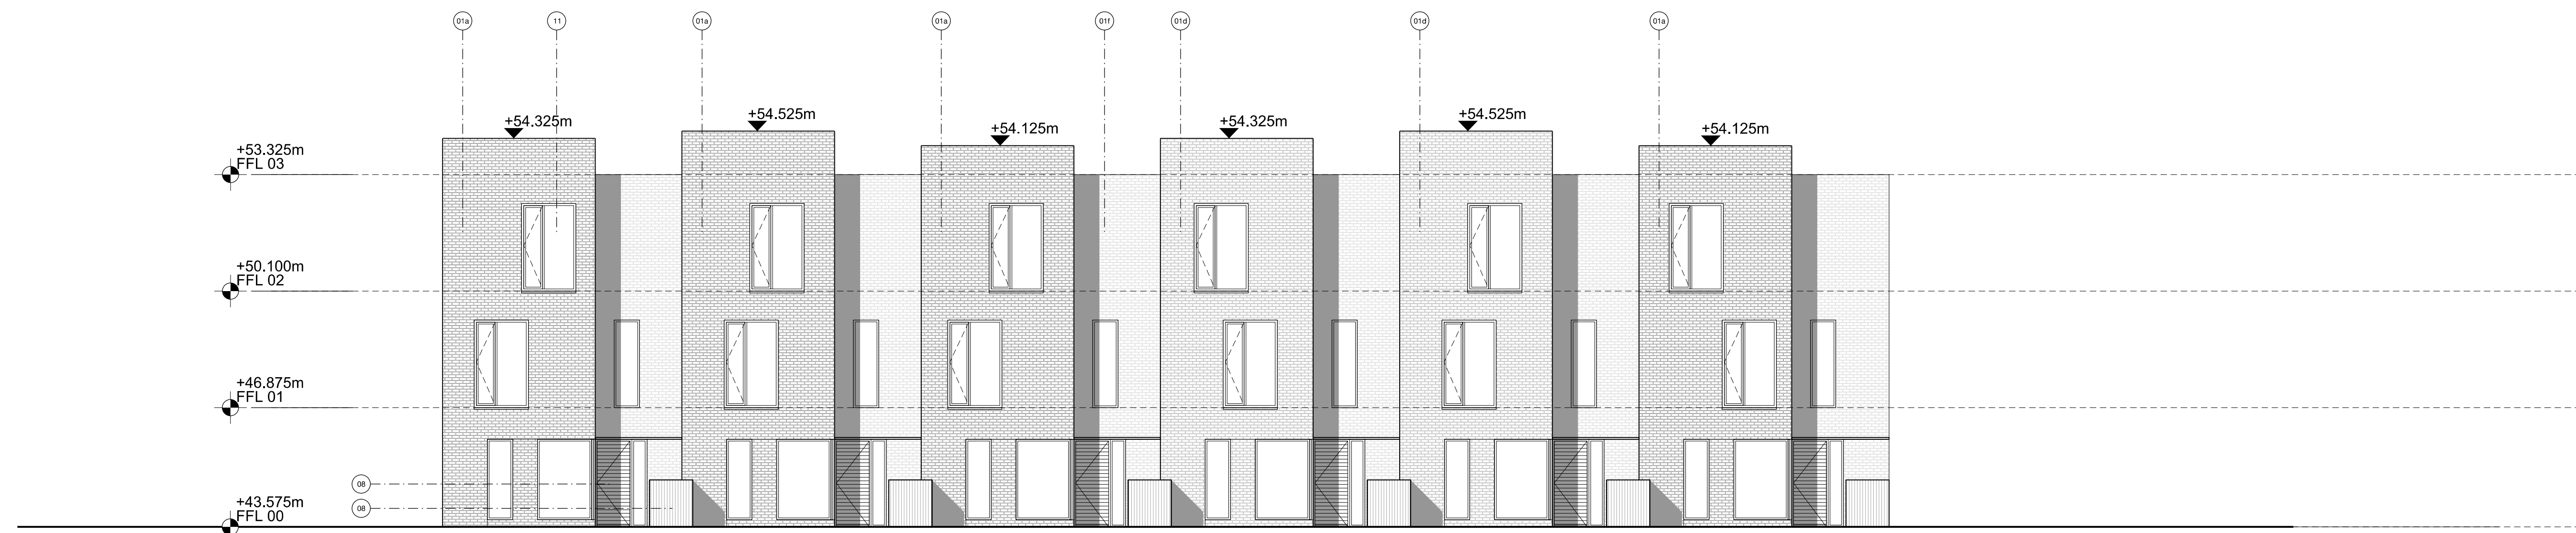 01a
11
01a
01a
01f
01d
01d
01a
+54.325m
+54.525m
+54.125m
+54.325m
+54.525m
+54.125m
+53.325m
FFL 03
+50.100m
FFL 02
+46.875m
FFL 01
08
08
+43.575m
FFL 00